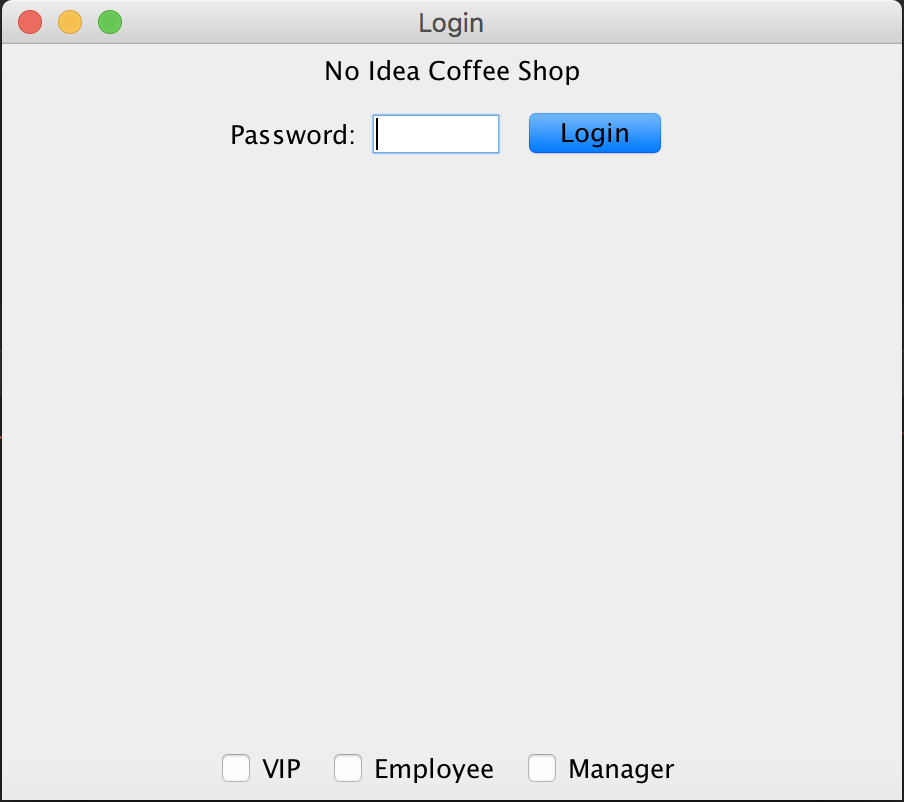 Login
No Idea Coffee Shop
Password: Login
VIP Employee Manager